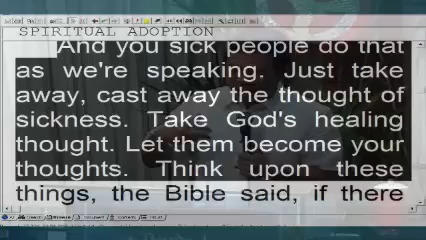 SPIRITUAL ADOPTION
And you sick people do that
as we're speaking. Just take
away, cast away the thought of
sickness. Take God's healing
thought. Let them become your
thoughts. Think upon these
things, the Bible said, if there